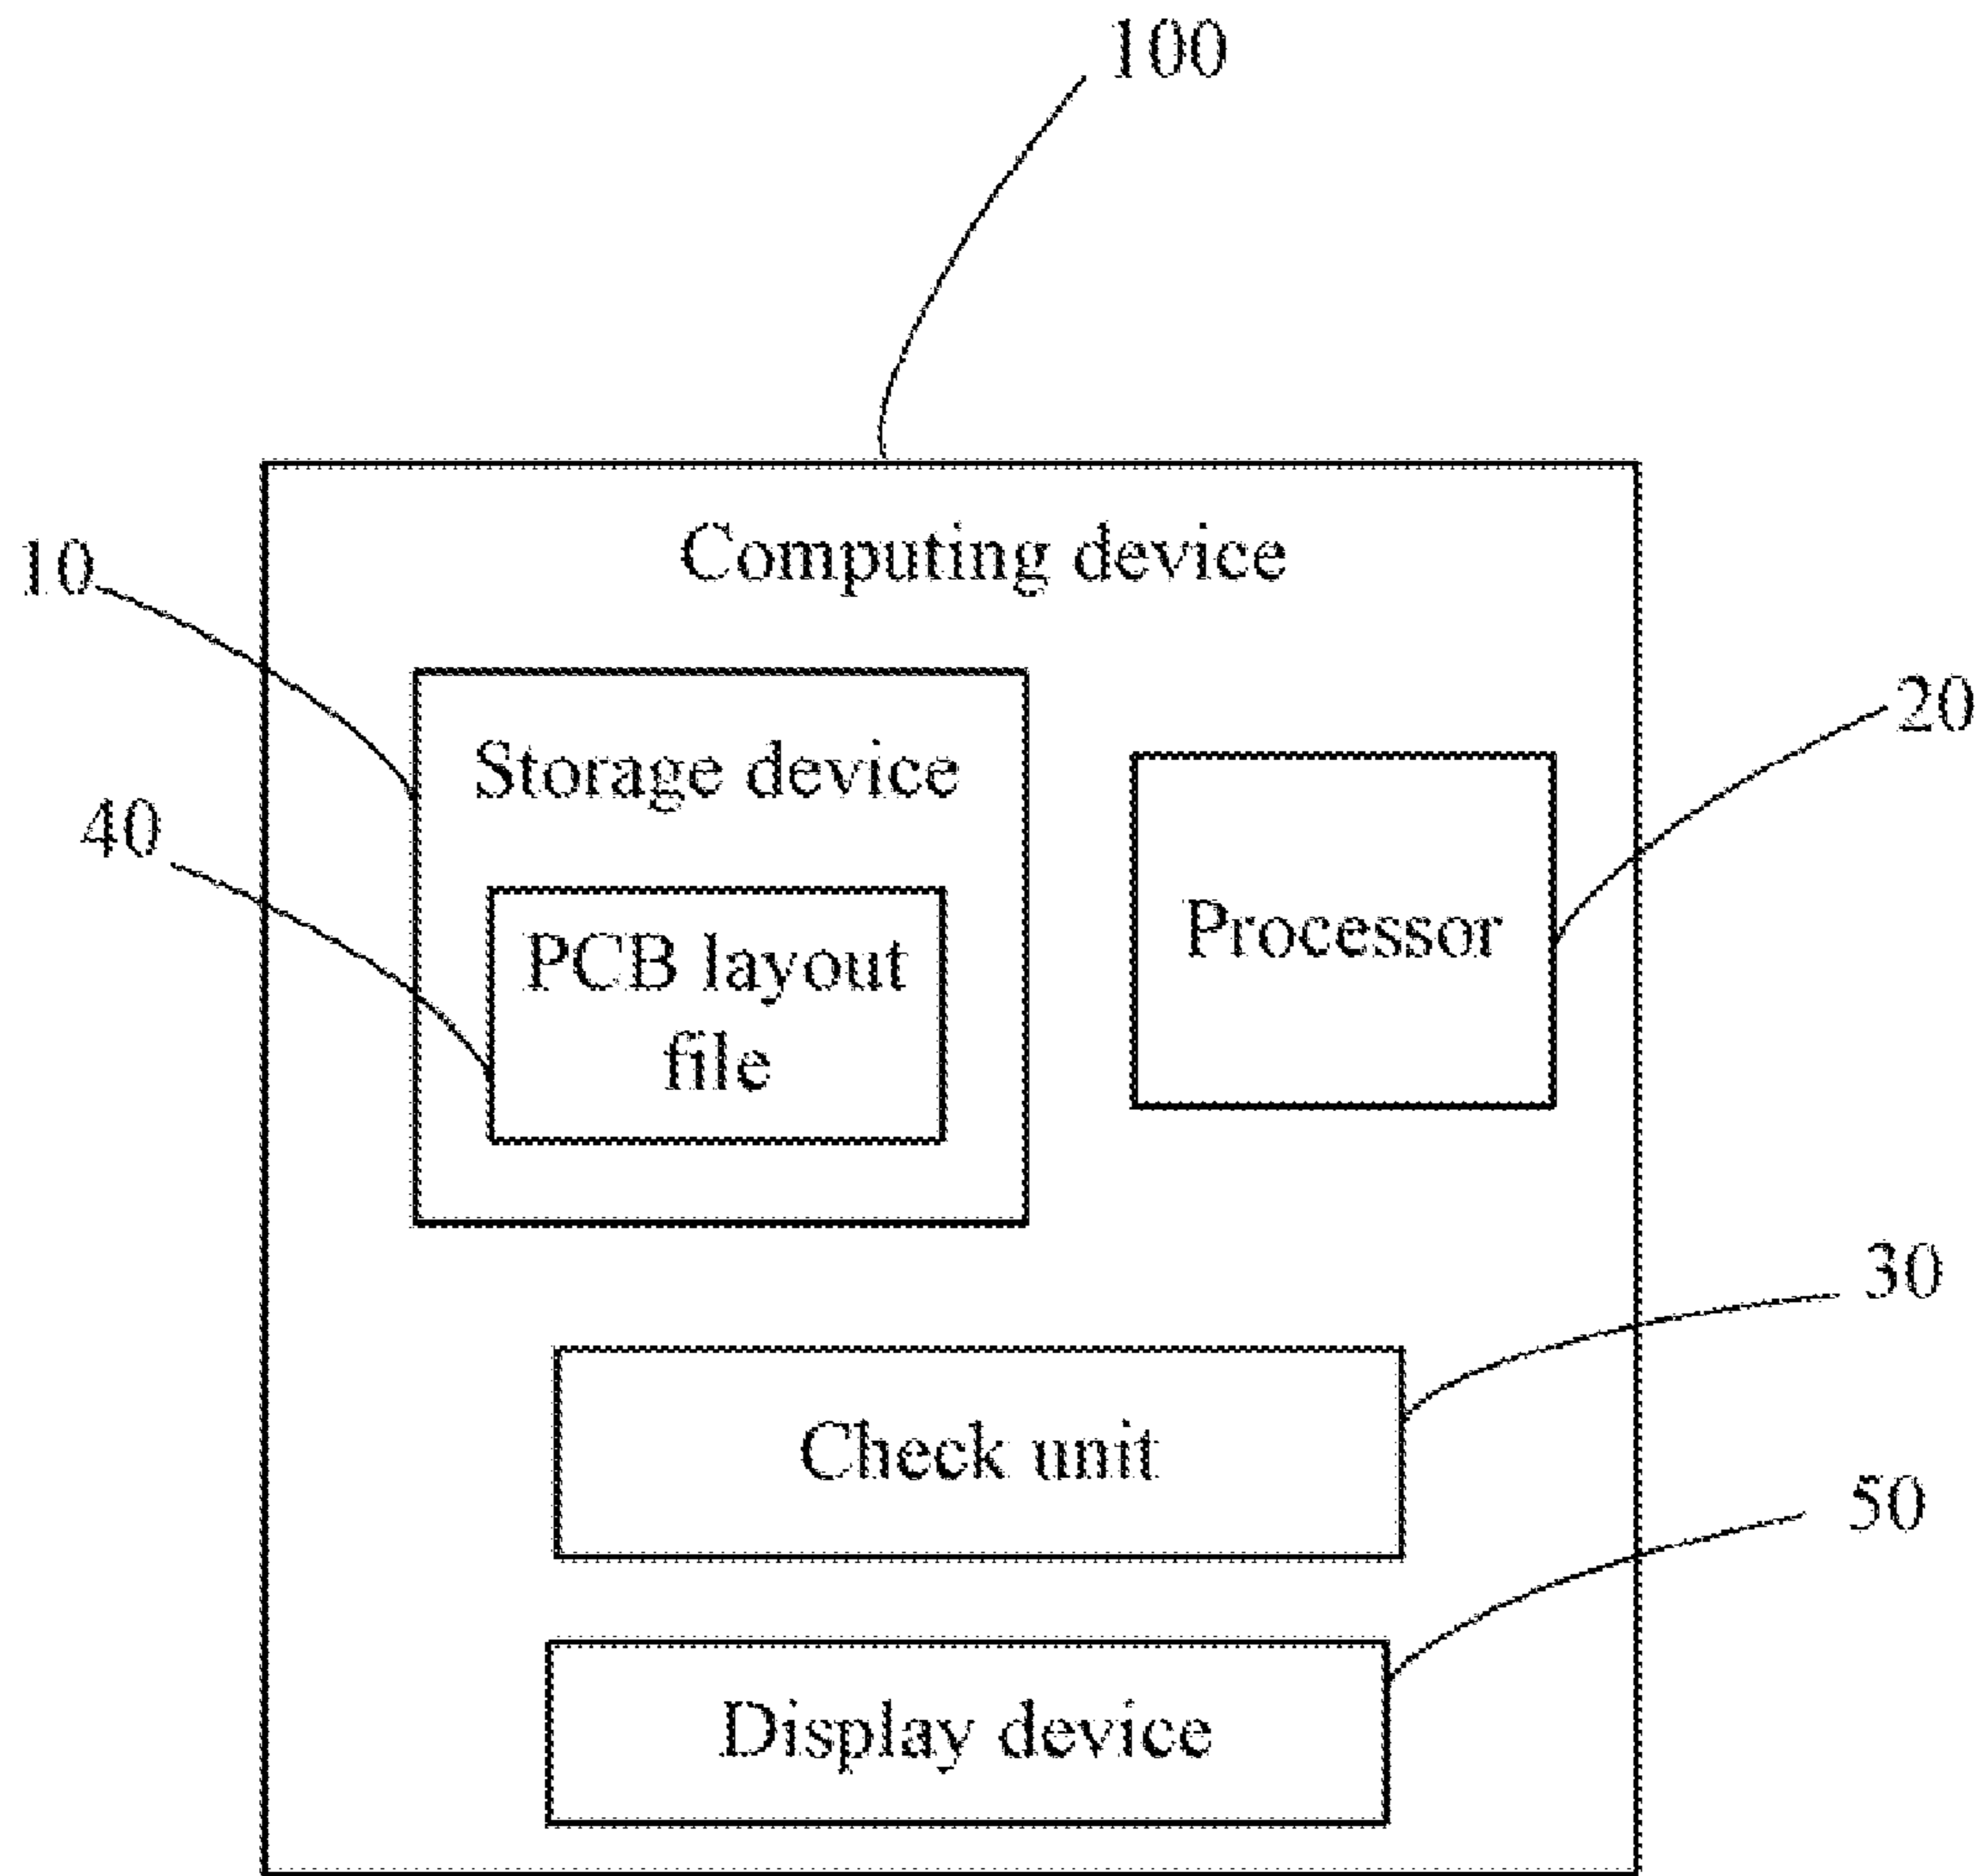 100
Computing device
10
Storage device
20
40
Processor
PCB layout
file
30
Check unit
50
Display device